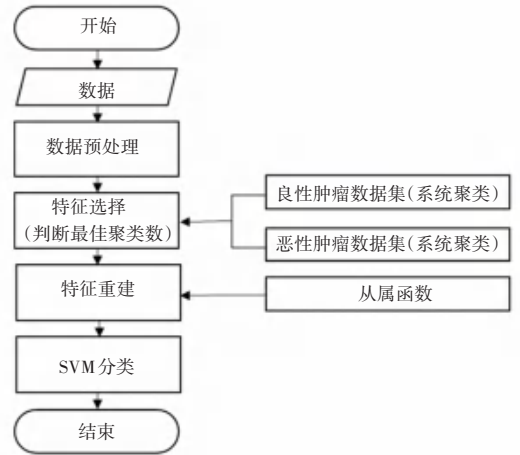 开始
数据
数据预处理
特征选择
(判断最佳聚类数)
良性肿瘤数据集(系统聚类)
恶性肿瘤数据集(系统聚类)
特征重建
从属函数
SVM分类
结束